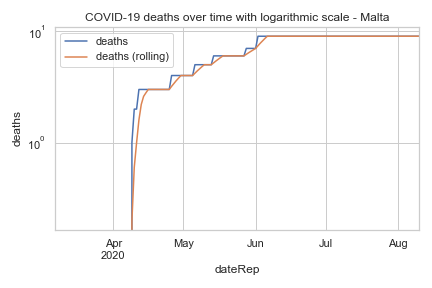 COVID-19 deaths over time with logarithmic scale - Malta
deaths
deaths (rolling)
10¹
10⁰
deaths
Apr
2020
May
Jun
Jul
Aug
dateRep